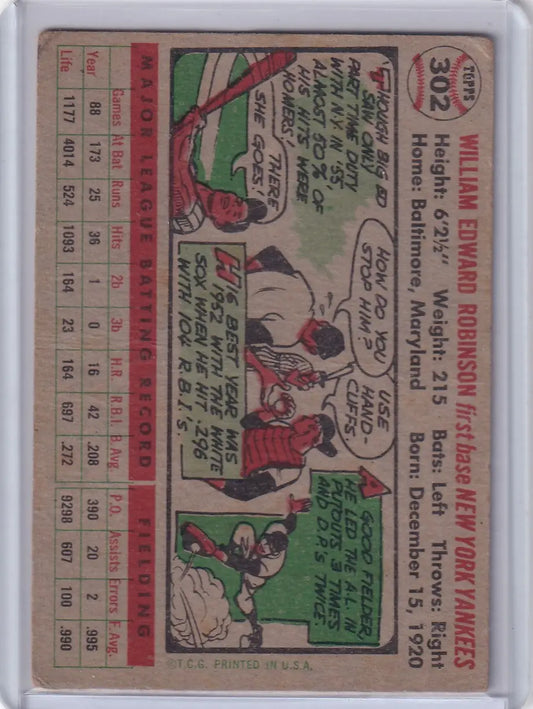 TOPPS
302
WILLIAM EDWARD ROBINSON first base NEW YORK YANKEES
Height: 6'2½" Weight: 215 Bats: Left Throws: Right
Home: Baltimore, Maryland Born: December 15, 1920
THOUGH BIG ED
SAW ONLY
PART TIME DUTY
WITH N.Y. IN '55,
ALMOST 50% OF
HIS HITS WERE
HOMERS!
THERE
SHE GOES!
HOW DO YOU
STOP HIM?
USE
HAND-
CUFFS.
HIS BEST YEAR WAS
1952 WITH THE WHITE
SOX WHEN HE HIT .296
WITH 104 R.B.I.'s.
A GOOD FIELDER,
HE LED THE A.L. IN
PUTOUTS 3 TIMES
AND D.P.'S TWICE.
MAJOR LEAGUE BATTING RECORD FIELDING
Games At Bat Runs Hits 2b 3b H.R. R.B.I. B Avg. P.O. Assists Errors F. Avg.
Year 88 173 25 36 1 0 16 42 .208 390 20 2 .995
Life 1177 4014 524 1093 164 23 164 697 .272 9298 607 100 .990
©T.C.G. PRINTED IN U.S.A.